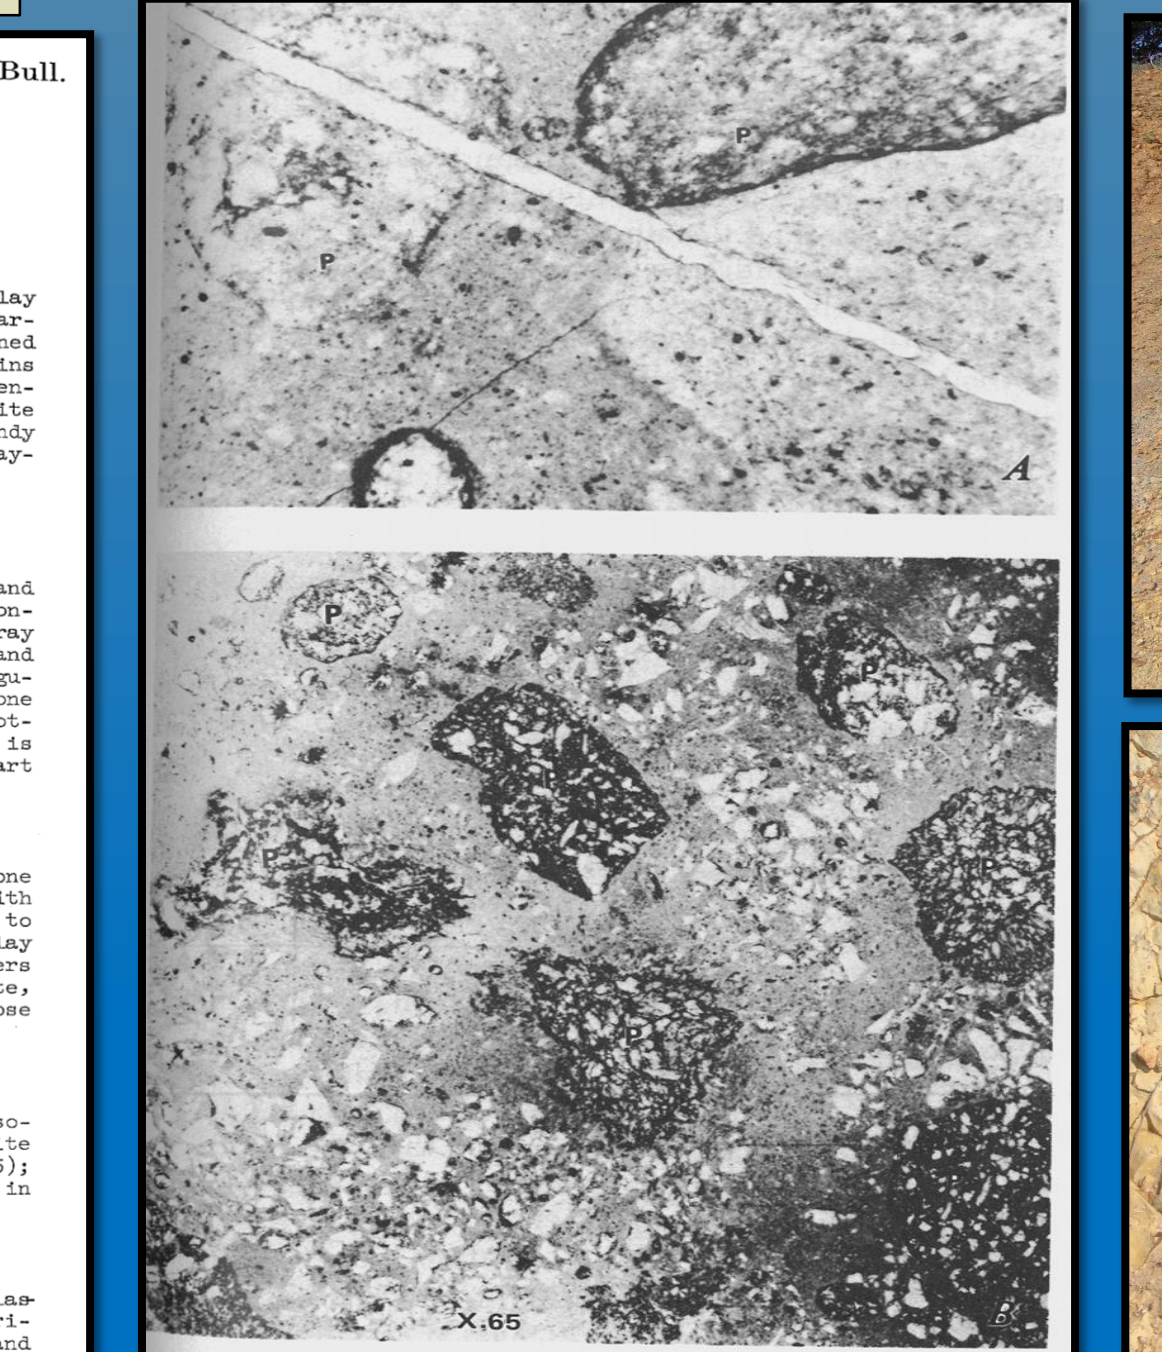 Bull.
lay
ar-
ned
ins
en-
ite
ndy
ay-
and
on-
ray
and
gu-
one
ot-
is
art
one
ith
to
lay
ers
te,
ose
so-
ite
5);
in
las-
ri-
and
P
P
A
P
P
P
P
P
P
X.65
B